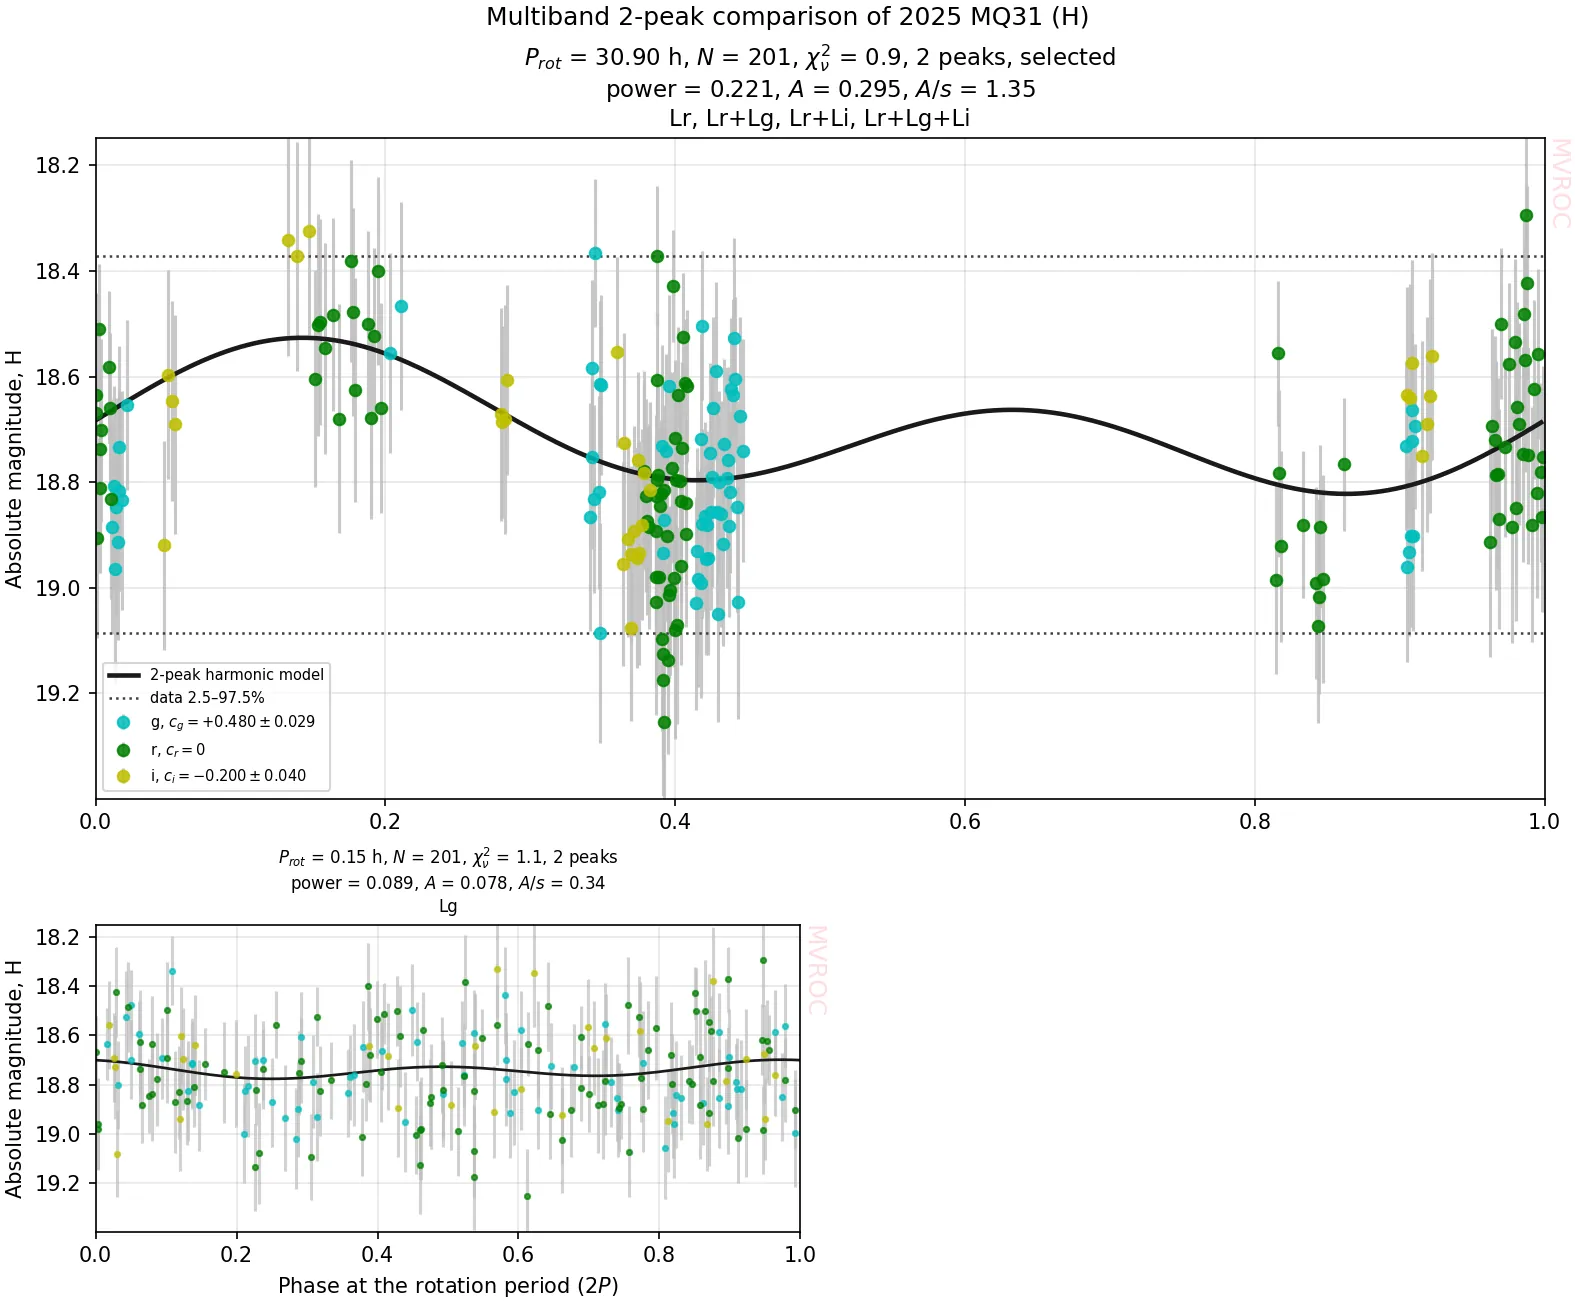 Multiband 2-peak comparison of 2025 MQ31 (H)
P_rot = 30.90 h, N = 201, χ²_ν = 0.9, 2 peaks, selected
power = 0.221, A = 0.295, A/s = 1.35
Lr, Lr+Lg, Lr+Li, Lr+Lg+Li
MVROC
Absolute magnitude, H
18.2
18.4
18.6
18.8
19.0
19.2
2-peak harmonic model
data 2.5–97.5%
g, c_g = +0.480 ± 0.029
r, c_r = 0
i, c_i = −0.200 ± 0.040
0.0 0.2 0.4 0.6 0.8 1.0
P_rot = 0.15 h, N = 201, χ²_ν = 1.1, 2 peaks
power = 0.089, A = 0.078, A/s = 0.34
Lg
MVROC
Absolute magnitude, H
18.2
18.4
18.6
18.8
19.0
19.2
0.0 0.2 0.4 0.6 0.8 1.0
Phase at the rotation period (2P)